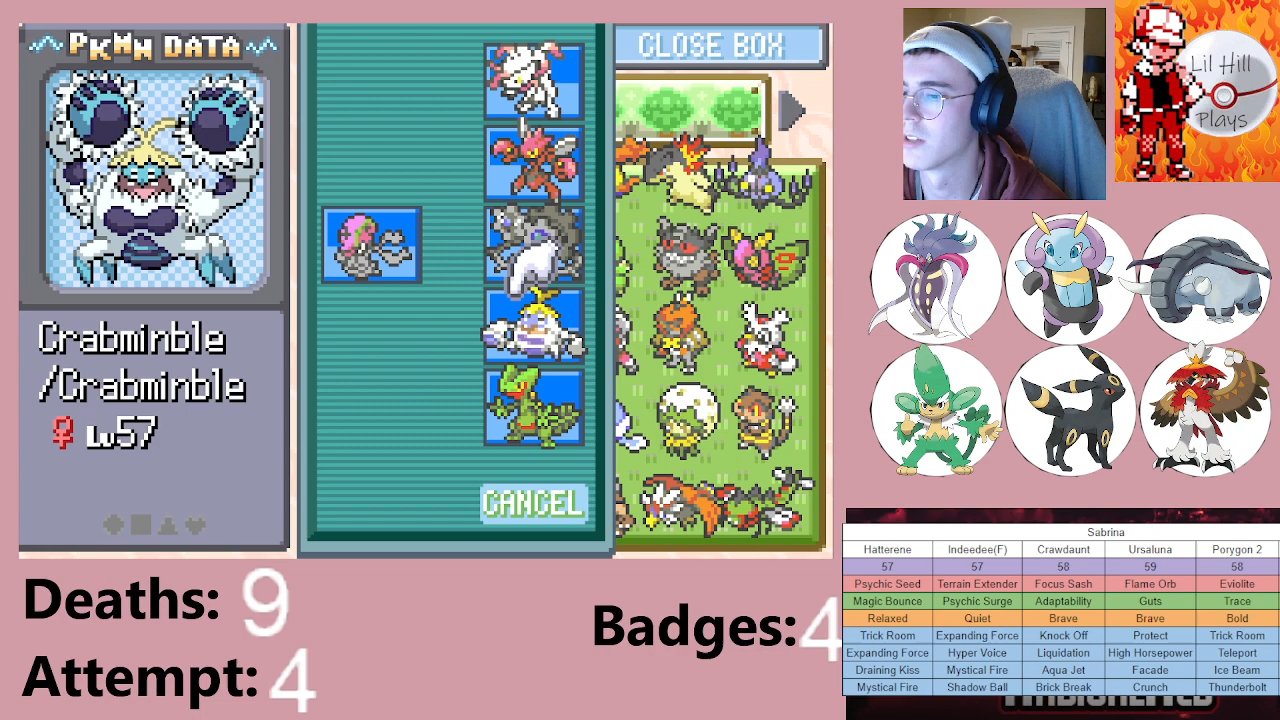 PKMN DATA
CLOSE BOX
Lil Hill
Plays
Crabminble
/Crabminble
♀ Lv57
CANCEL
Deaths: 9
Attempt: 4
Badges: 4
Sabrina
Hatterene Indeedee(F) Crawdaunt Ursaluna Porygon 2
57 57 58 59 58
Psychic Seed Terrain Extender Focus Sash Flame Orb Eviolite
Magic Bounce Psychic Surge Adaptability Guts Trace
Relaxed Quiet Brave Brave Bold
Trick Room Expanding Force Knock Off Protect Trick Room
Expanding Force Hyper Voice Liquidation High Horsepower Teleport
Draining Kiss Mystical Fire Aqua Jet Facade Ice Beam
Mystical Fire Shadow Ball Brick Break Crunch Thunderbolt